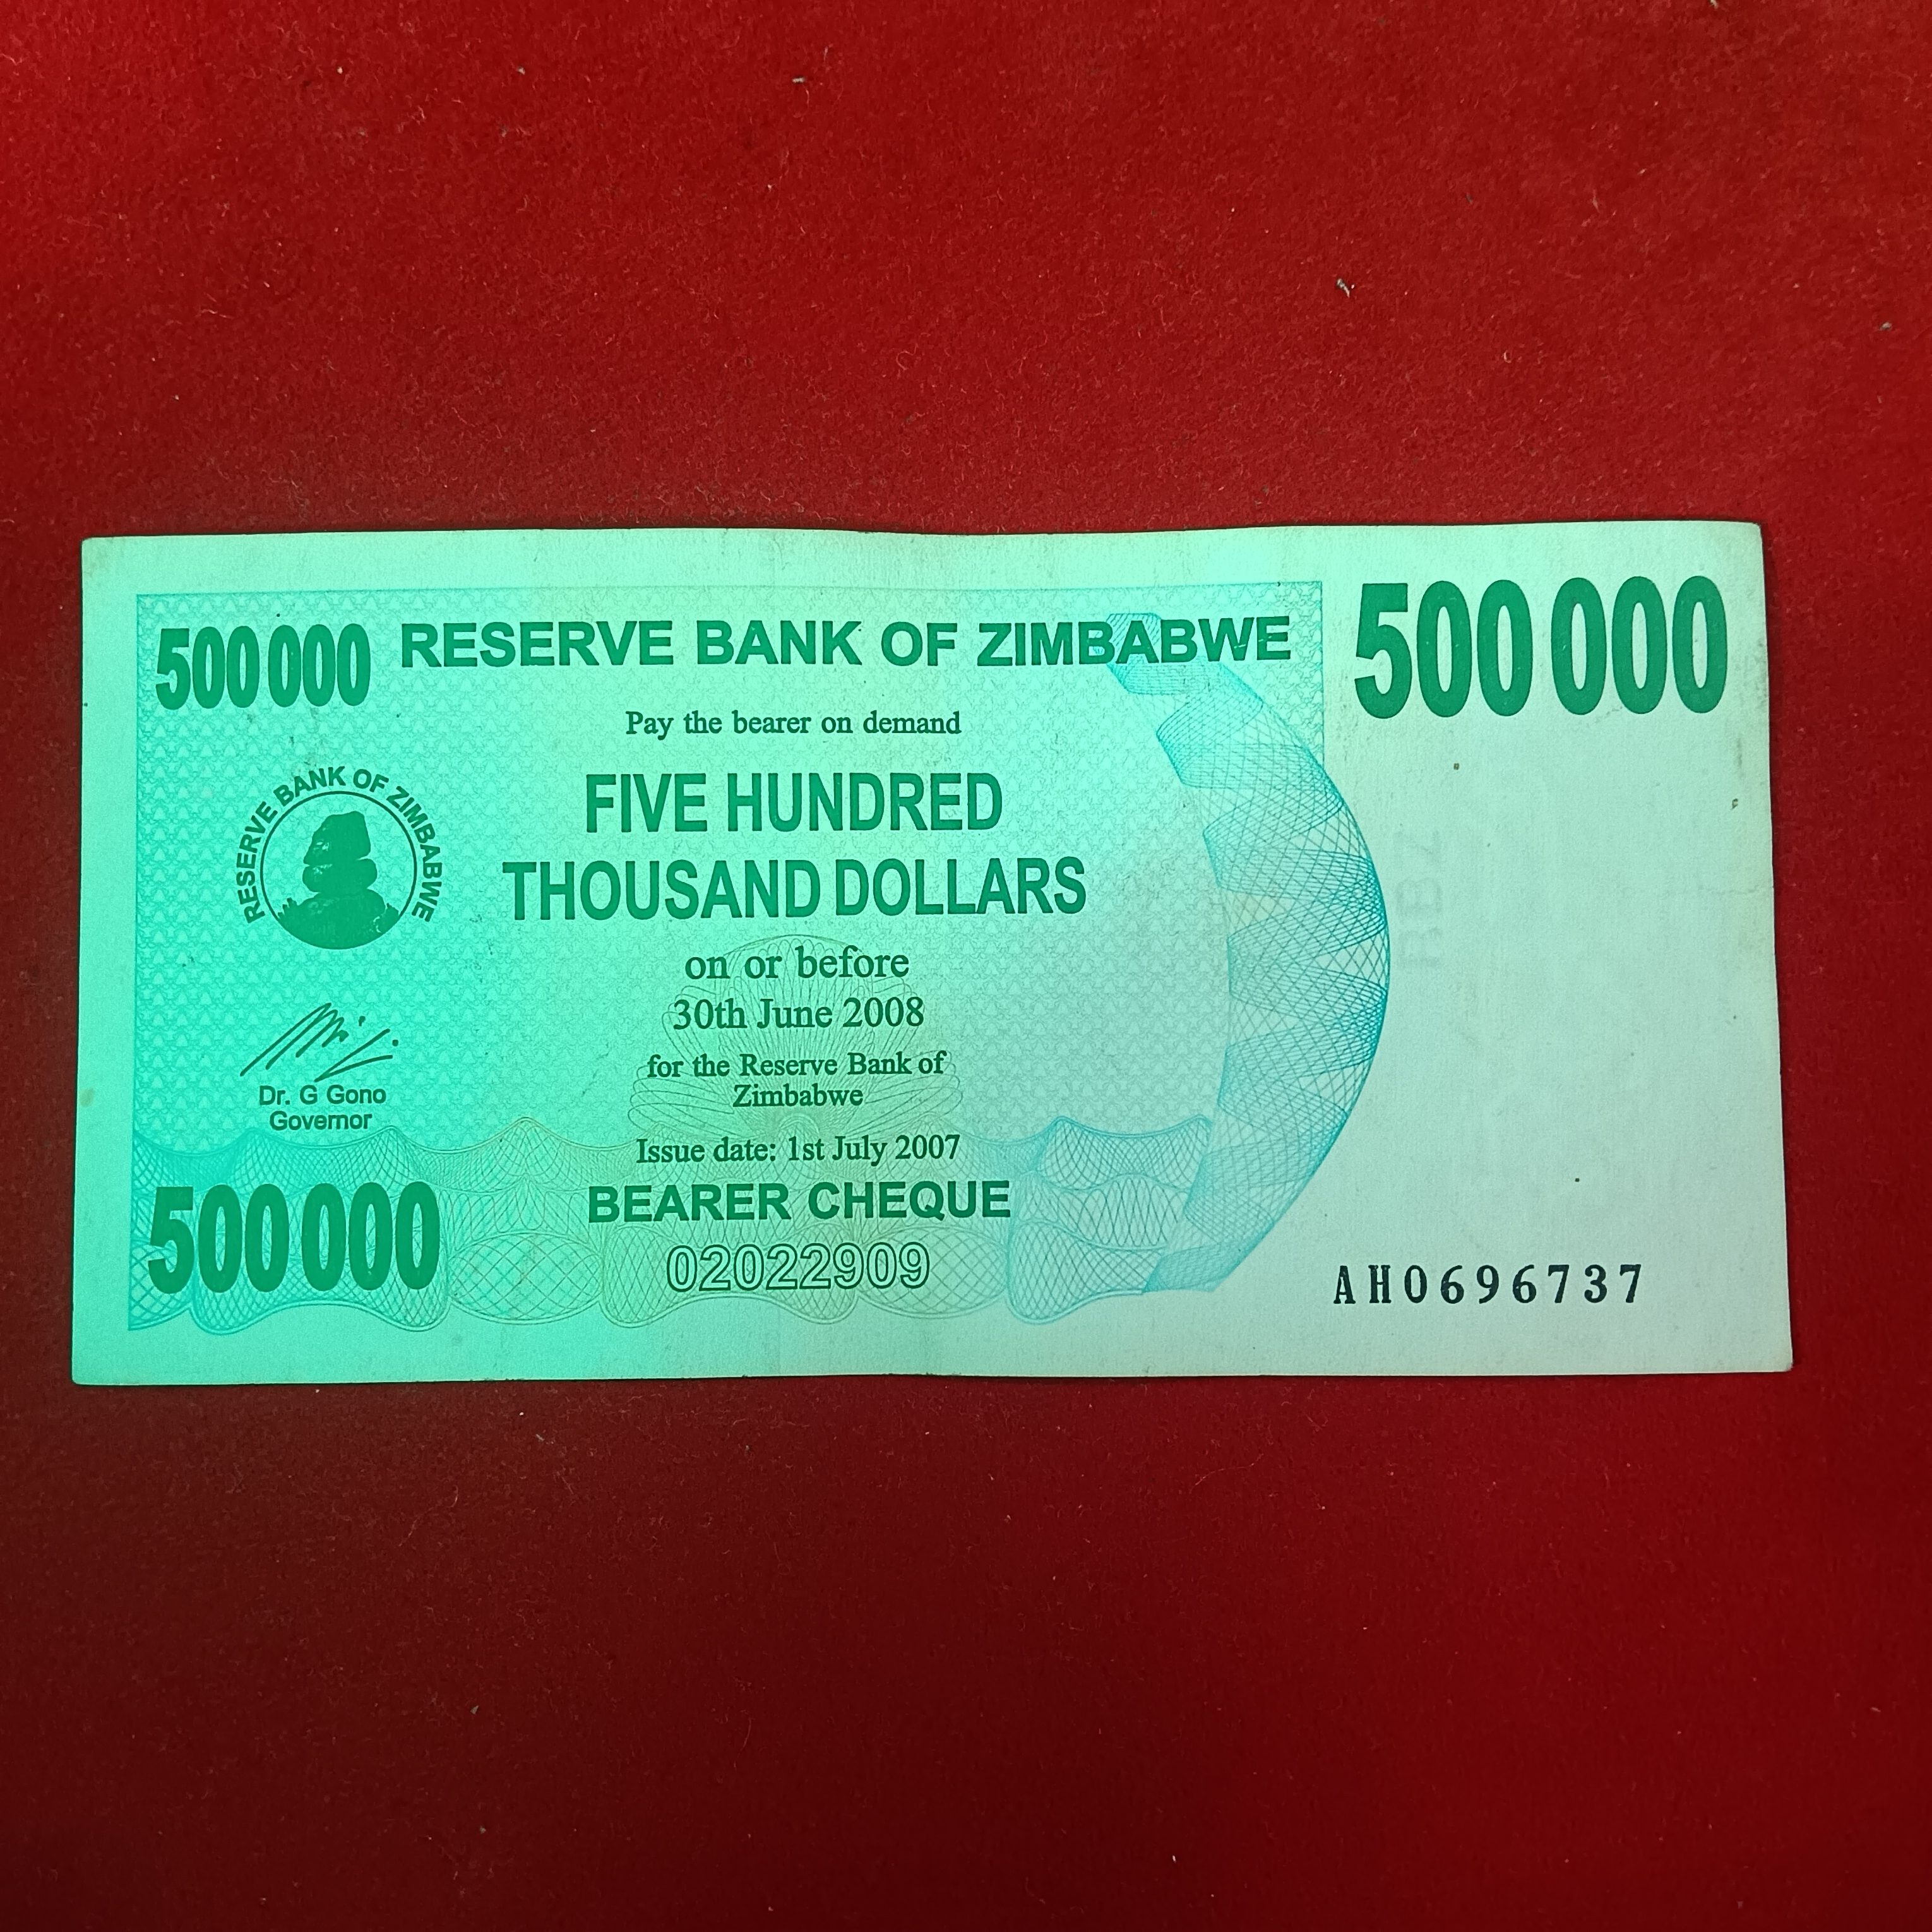 500 000 RESERVE BANK OF ZIMBABWE 500 000
Pay the bearer on demand
FIVE HUNDRED
THOUSAND DOLLARS
RESERVE BANK OF ZIMBABWE
on or before
30th June 2008
for the Reserve Bank of
Zimbabwe
Dr. G Gono
Governor
Issue date: 1st July 2007
500 000 BEARER CHEQUE
02022909
AH0696737